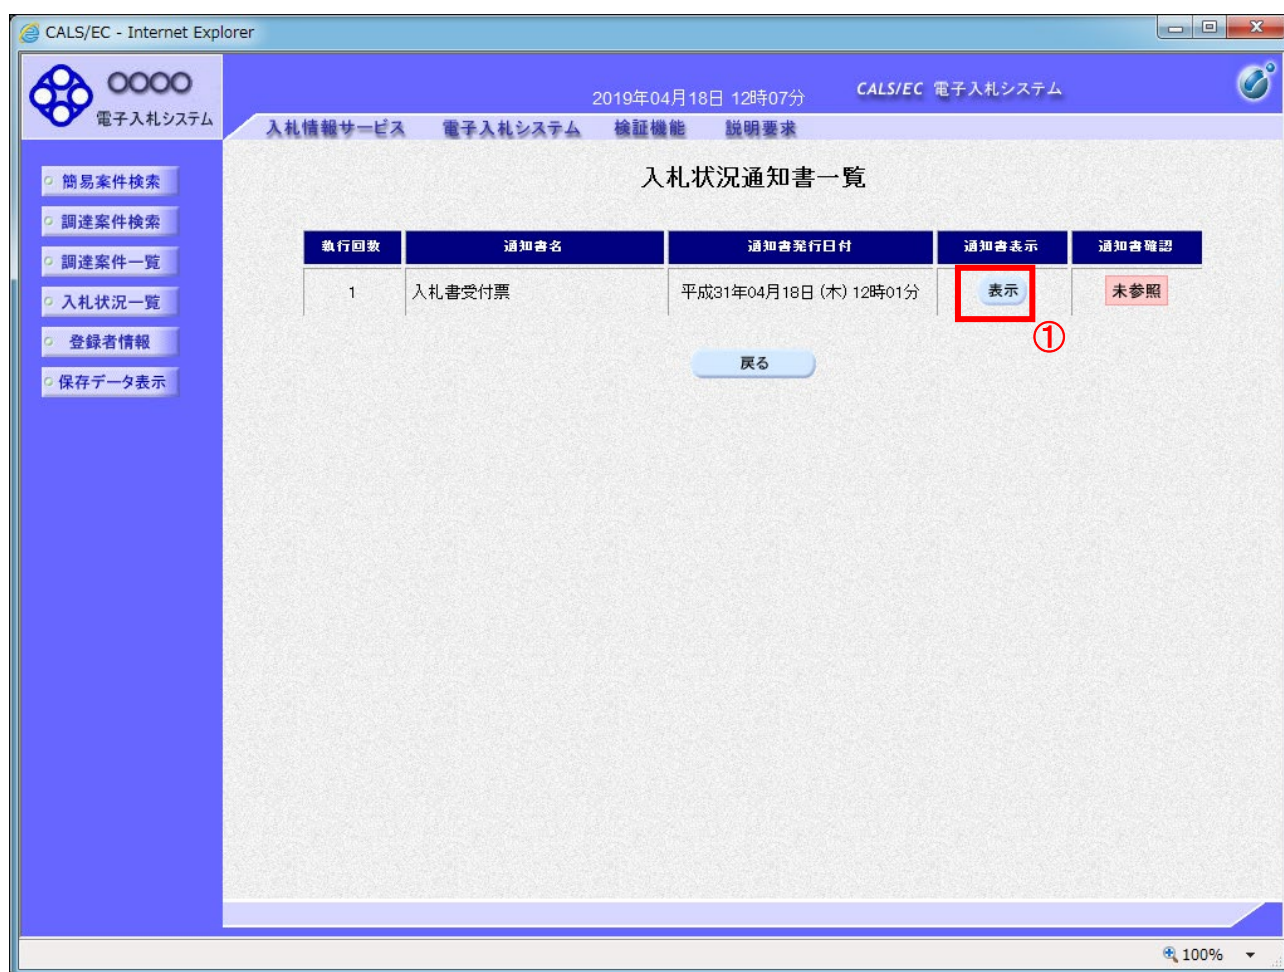 CALS/EC - Internet Explorer
OOOO
電子入札システム
2019年04月18日 12時07分
CALS/EC 電子入札システム
入札情報サービス 電子入札システム 検証機能 説明要求
簡易案件検索
調達案件検索
調達案件一覧
入札状況一覧
登録者情報
保存データ表示
入札状況通知書一覧
執行回数 通知書名 通知書発行日付 通知書表示 通知書確認
1 入札書受付票 平成31年04月18日 (木) 12時01分 表示 未参照
①
戻る
100%